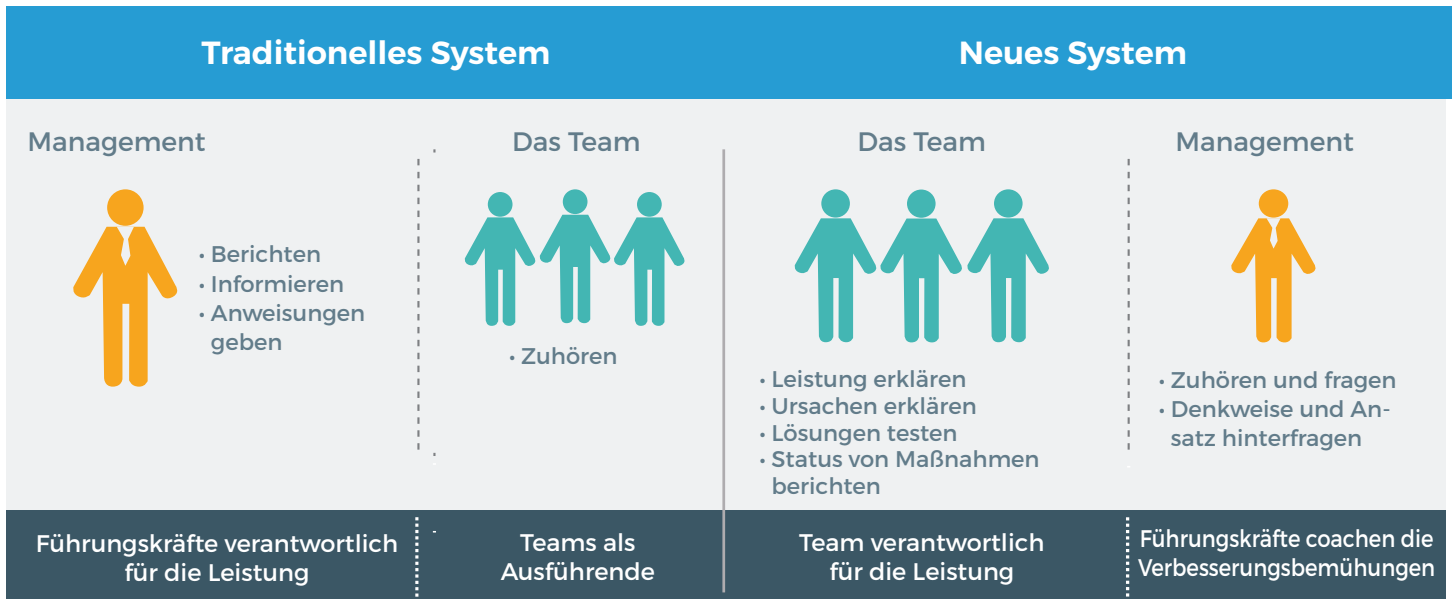 Traditionelles System
Neues System
Management
• Berichten
• Informieren
• Anweisungen
geben
Das Team
• Zuhören
Das Team
• Leistung erklären
• Ursachen erklären
• Lösungen testen
• Status von Maßnahmen
berichten
Management
• Zuhören und fragen
• Denkweise und An-
satz hinterfragen
Führungskräfte verantwortlich
für die Leistung
Teams als
Ausführende
Team verantwortlich
für die Leistung
Führungskräfte coachen die
Verbesserungsbemühungen